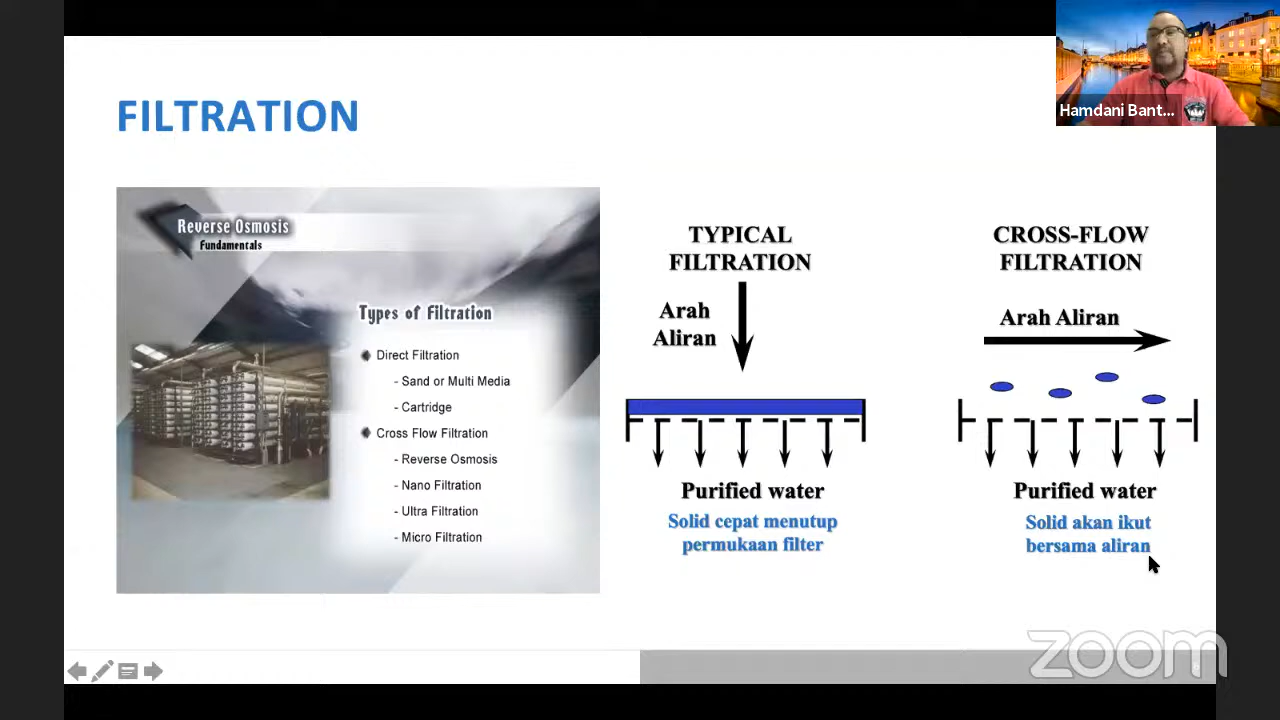 FILTRATION
Hamdani Bant...
Reverse Osmosis
Fundamentals
Types of Filtration
Direct Filtration
- Sand or Multi Media
- Cartridge
Cross Flow Filtration
- Reverse Osmosis
- Nano Filtration
- Ultra Filtration
- Micro Filtration
TYPICAL
FILTRATION
Arah
Aliran
Purified water
Solid cepat menutup
permukaan filter
CROSS-FLOW
FILTRATION
Arah Aliran
Purified water
Solid akan ikut
bersama aliran
zoom